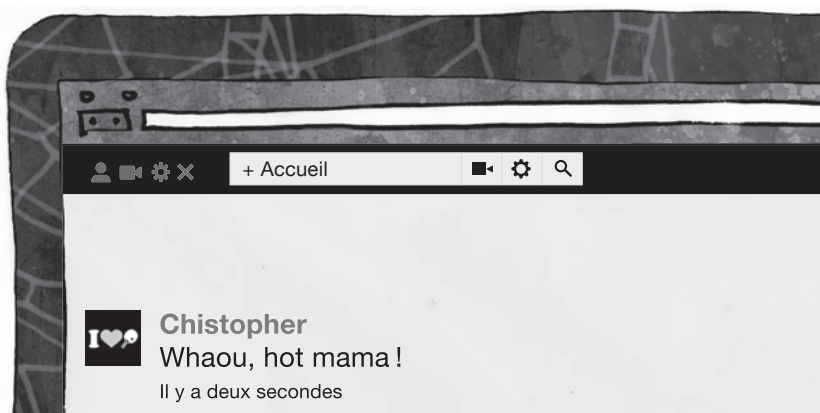 + Accueil
I
Chistopher
Whaou, hot mama !
Il y a deux secondes